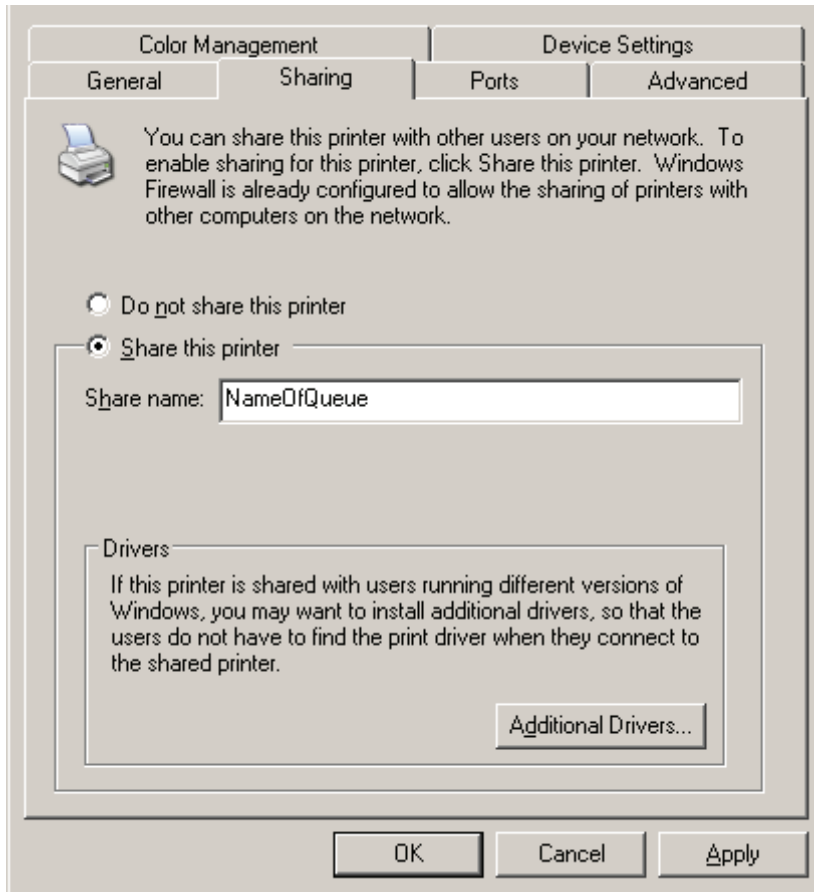 Color Management
Device Settings
General
Sharing
Ports
Advanced
You can share this printer with other users on your network. To
enable sharing for this printer, click Share this printer. Windows
Firewall is already configured to allow the sharing of printers with
other computers on the network.
Do not share this printer
Share this printer
Share name: NameOfQueue
Drivers
If this printer is shared with users running different versions of
Windows, you may want to install additional drivers, so that the
users do not have to find the print driver when they connect to
the shared printer.
Additional Drivers...
OK
Cancel
Apply